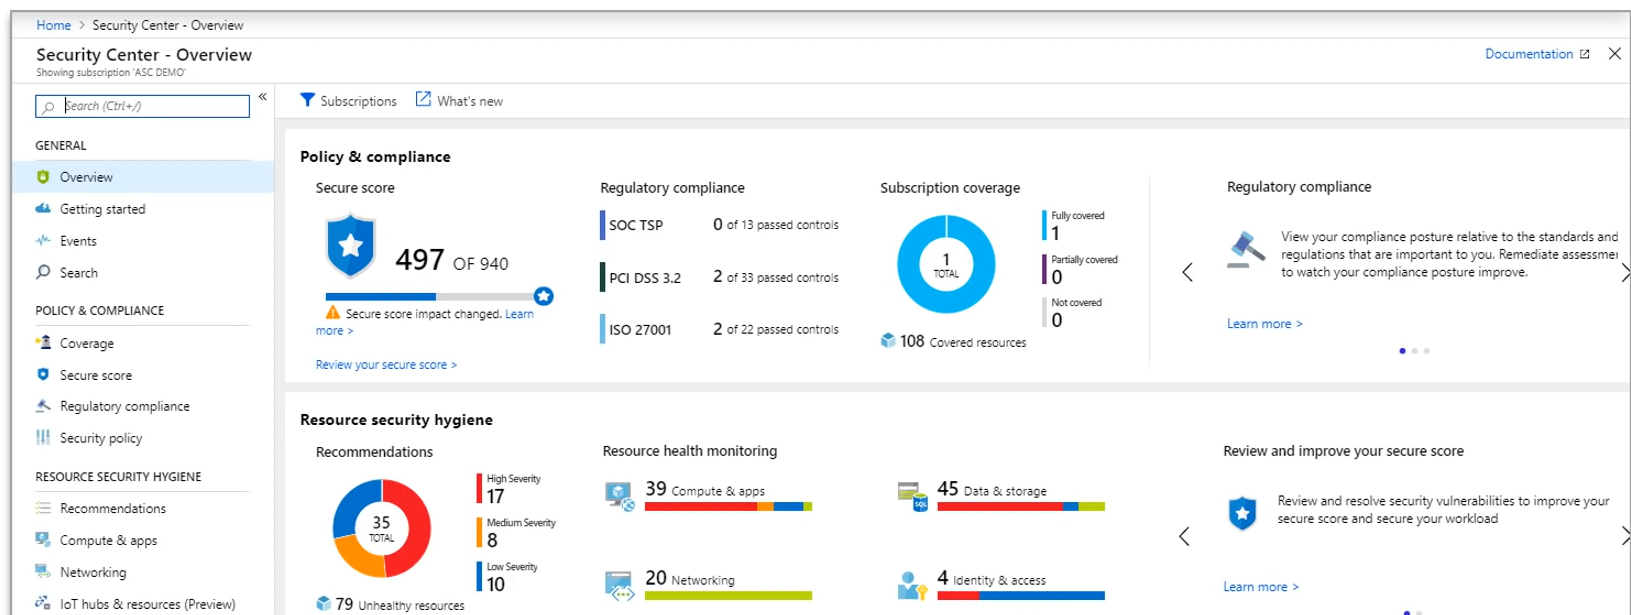 Home > Security Center - Overview
Security Center - Overview
Showing subscription 'ASC DEMO'
Documentation
Search (Ctrl+/)
«
Subscriptions
What's new
GENERAL
Overview
Getting started
Events
Search
POLICY & COMPLIANCE
Coverage
Secure score
Regulatory compliance
Security policy
RESOURCE SECURITY HYGIENE
Recommendations
Compute & apps
Networking
IoT hubs & resources (Preview)
Policy & compliance
Secure score
497 OF 940
Secure score impact changed. Learn
more >
Review your secure score >
Regulatory compliance
SOC TSP 0 of 13 passed controls
PCI DSS 3.2 2 of 33 passed controls
ISO 27001 2 of 22 passed controls
Subscription coverage
1
TOTAL
Fully covered
1
Partially covered
0
Not covered
0
108 Covered resources
Regulatory compliance
View your compliance posture relative to the standards and
regulations that are important to you. Remediate assessme
to watch your compliance posture improve.
Learn more >
Resource security hygiene
Recommendations
35
TOTAL
High Severity
17
Medium Severity
8
Low Severity
10
79 Unhealthy resources
Resource health monitoring
39 Compute & apps
SQL
45 Data & storage
20 Networking
4 Identity & access
Review and improve your secure score
Review and resolve security vulnerabilities to improve your
secure score and secure your workload
Learn more >